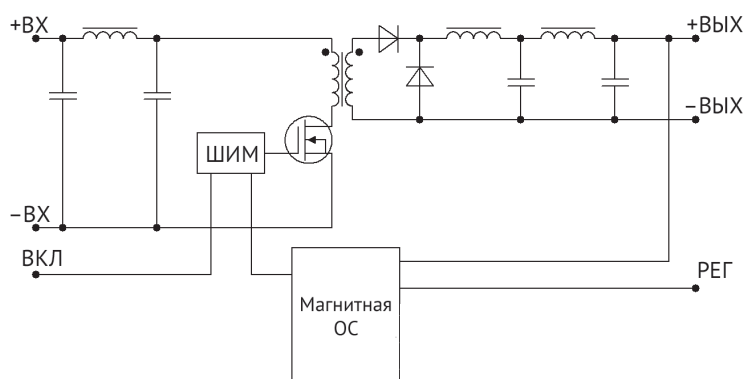 +ВХ
+ВЫХ
–ВЫХ
ШИМ
–ВХ
ВКЛ
РЕГ
Магнитная
ОС